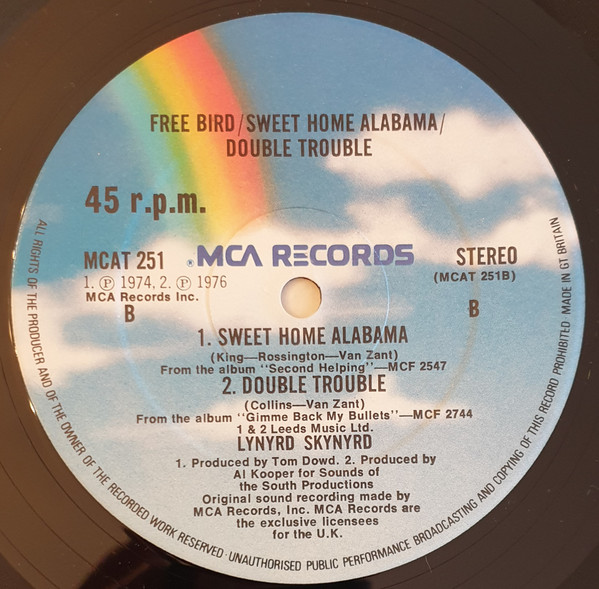 FREE BIRD/SWEET HOME ALABAMA/
DOUBLE TROUBLE
45 r.p.m.
MCAT 251
®MCA RECORDS
STEREO
1. Ⓟ 1974, 2. Ⓟ 1976
(MCAT 251B)
MCA Records Inc.
B
B
1. SWEET HOME ALABAMA
(King—Rossington—Van Zant)
From the album "Second Helping"—MCF 2547
2. DOUBLE TROUBLE
(Collins—Van Zant)
From the album "Gimme Back My Bullets"—MCF 2744
1 & 2 Leeds Music Ltd.
LYNYRD SKYNYRD
1. Produced by Tom Dowd. 2. Produced by
Al Kooper for Sounds of
the South Productions
Original sound recording made by
MCA Records, Inc. MCA Records are
the exclusive licensees
for the U.K.
ALL RIGHTS OF THE PRODUCER AND OF THE OWNER OF THE RECORDED WORK RESERVED · UNAUTHORISED PUBLIC PERFORMANCE BROADCASTING AND COPYING OF THIS RECORD PROHIBITED MADE IN GT BRITAIN